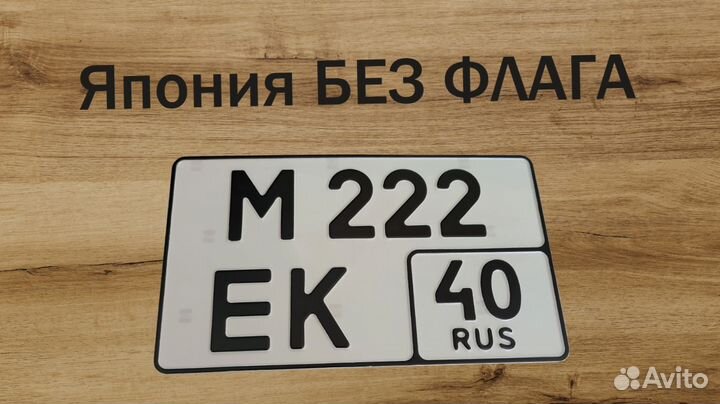 Япония БЕЗ ФЛАГА
М 222
ЕК 40
RUS
Avito